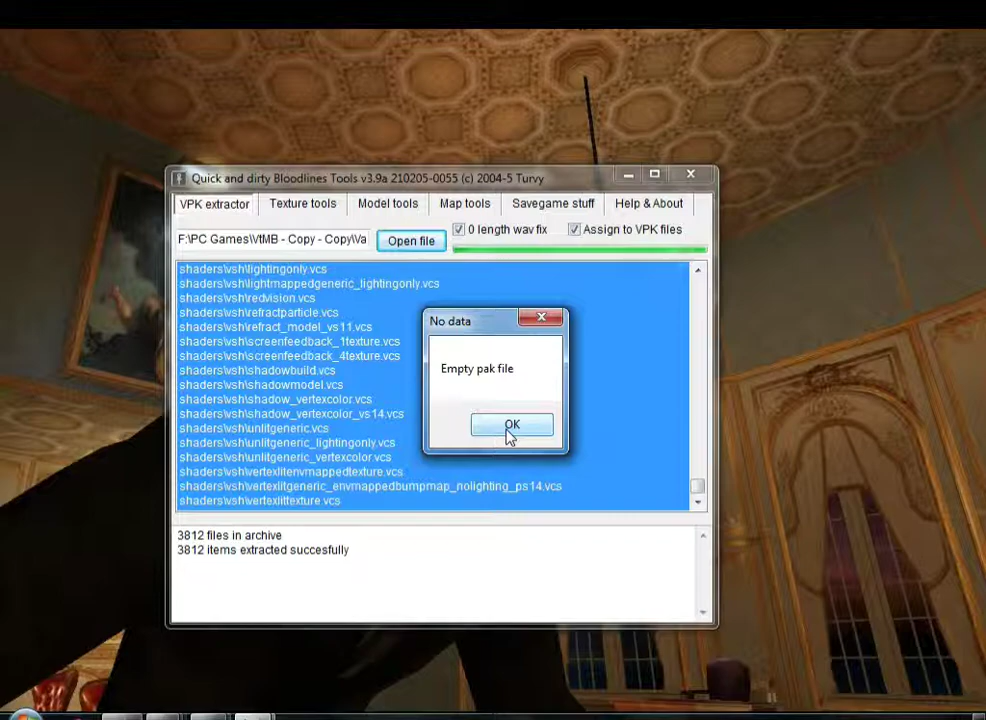 Quick and dirty Bloodlines Tools v3.9a 210205-0055 (c) 2004-5 Turvy
VPK extractor Texture tools Model tools Map tools Savegame stuff Help & About
F:\PC Games\VtMB - Copy - Copy\Va Open file 0 length wav fix Assign to VPK files
shaders\vsh\lightingonly.vcs
shaders\vsh\lightmappedgeneric_lightingonly.vcs
shaders\vsh\redvision.vcs
shaders\vsh\refractparticle.vcs
shaders\vsh\refract_model_vs11.vcs
shaders\vsh\screenfeedback_1texture.vcs
shaders\vsh\screenfeedback_4texture.vcs
shaders\vsh\shadowbuild.vcs
shaders\vsh\shadowmodel.vcs
shaders\vsh\shadow_vertexcolor.vcs
shaders\vsh\shadow_vertexcolor_vs14.vcs
shaders\vsh\unlitgeneric.vcs
shaders\vsh\unlitgeneric_lightingonly.vcs
shaders\vsh\unlitgeneric_vertexcolor.vcs
shaders\vsh\vertexlitenvmappedtexture.vcs
shaders\vsh\vertexlitgeneric_envmappedbumpmap_nolighting_ps14.vcs
shaders\vsh\vertexlittexture.vcs
No data
Empty pak file
OK
3812 files in archive
3812 items extracted succesfully